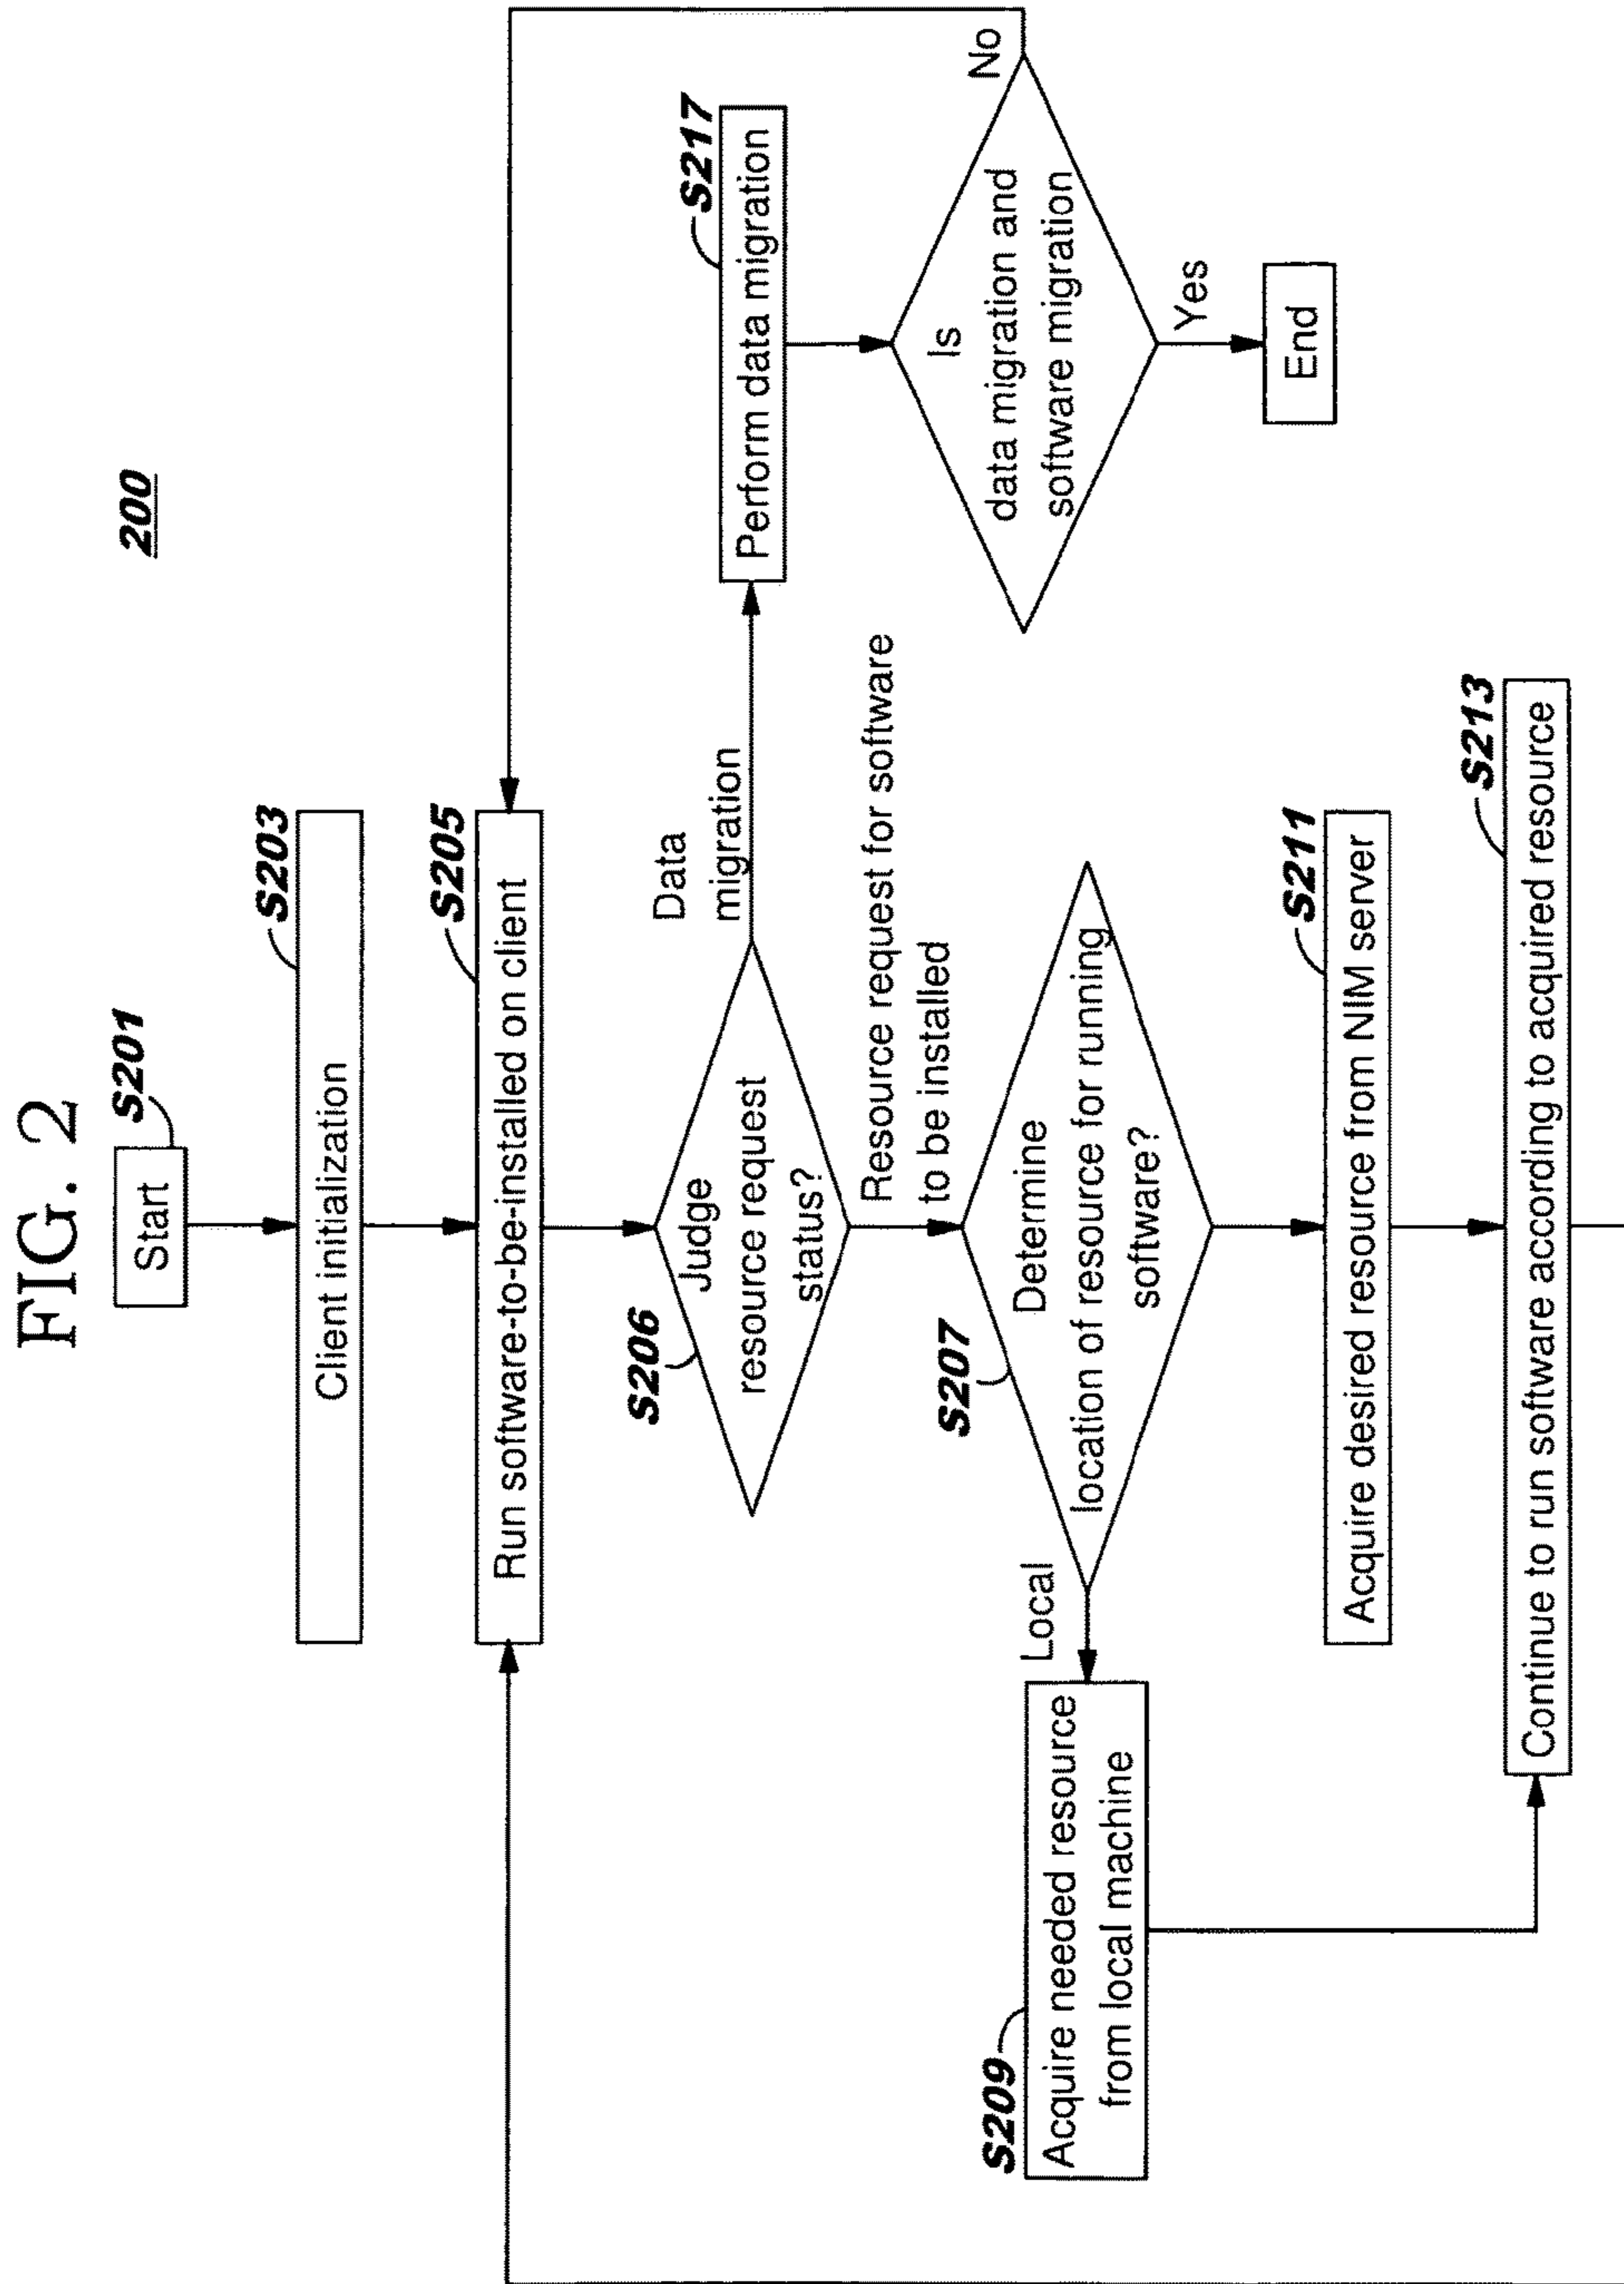 FIG. 2
200
S201
Start
S203
Client initialization
S205
Run software-to-be-installed on client
S206
Judge
resource request
status?
Data
migration
S217
Perform data migration
Is
data migration and
software migration
No
Yes
End
Resource request for software
to be installed
S207
Determine
location of resource for running
software?
Local
S209
Acquire needed resource
from local machine
S211
Acquire desired resource from NIM server
S213
Continue to run software according to acquired resource